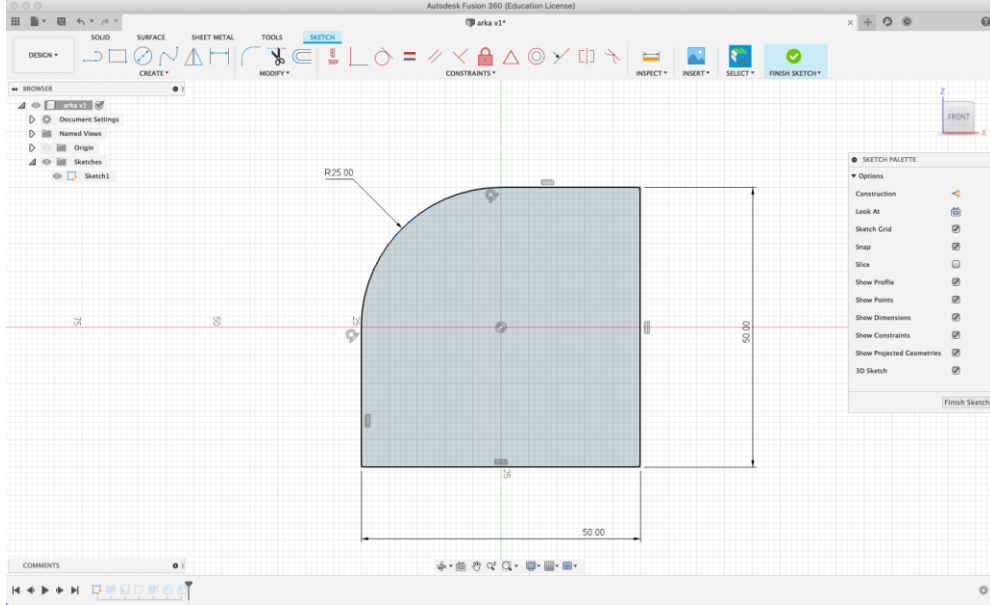 Autodesk Fusion 360 (Education License)
arka v1*
DESIGN
SOLID SURFACE SHEET METAL TOOLS SKETCH
CREATE MODIFY CONSTRAINTS INSPECT INSERT SELECT FINISH SKETCH
BROWSER
arka v1
Document Settings
Named Views
Origin
Sketches
Sketch1
Z
FRONT
X
SKETCH PALETTE
Options
Construction
Look At
Sketch Grid
Snap
Slice
Show Profile
Show Points
Show Dimensions
Show Constraints
Show Projected Geometries
3D Sketch
Finish Sketch
R25.00
75 50 25
50.00
25
50.00
COMMENTS